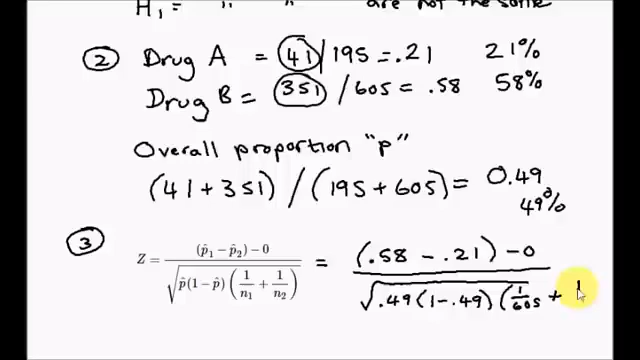 H₁ = " " are not the same
② Drug A = 41/195 = .21 21%
Drug B = 351/605 = .58 58%
Overall proportion "p"
(41+351)/(195+605) = 0.49
49%
③ Z = (p̂₁ − p̂₂) − 0 / √(p̂(1−p̂)(1/n₁ + 1/n₂)) = (.58 − .21) − 0 / √.49(1−.49)(1/605 + 1